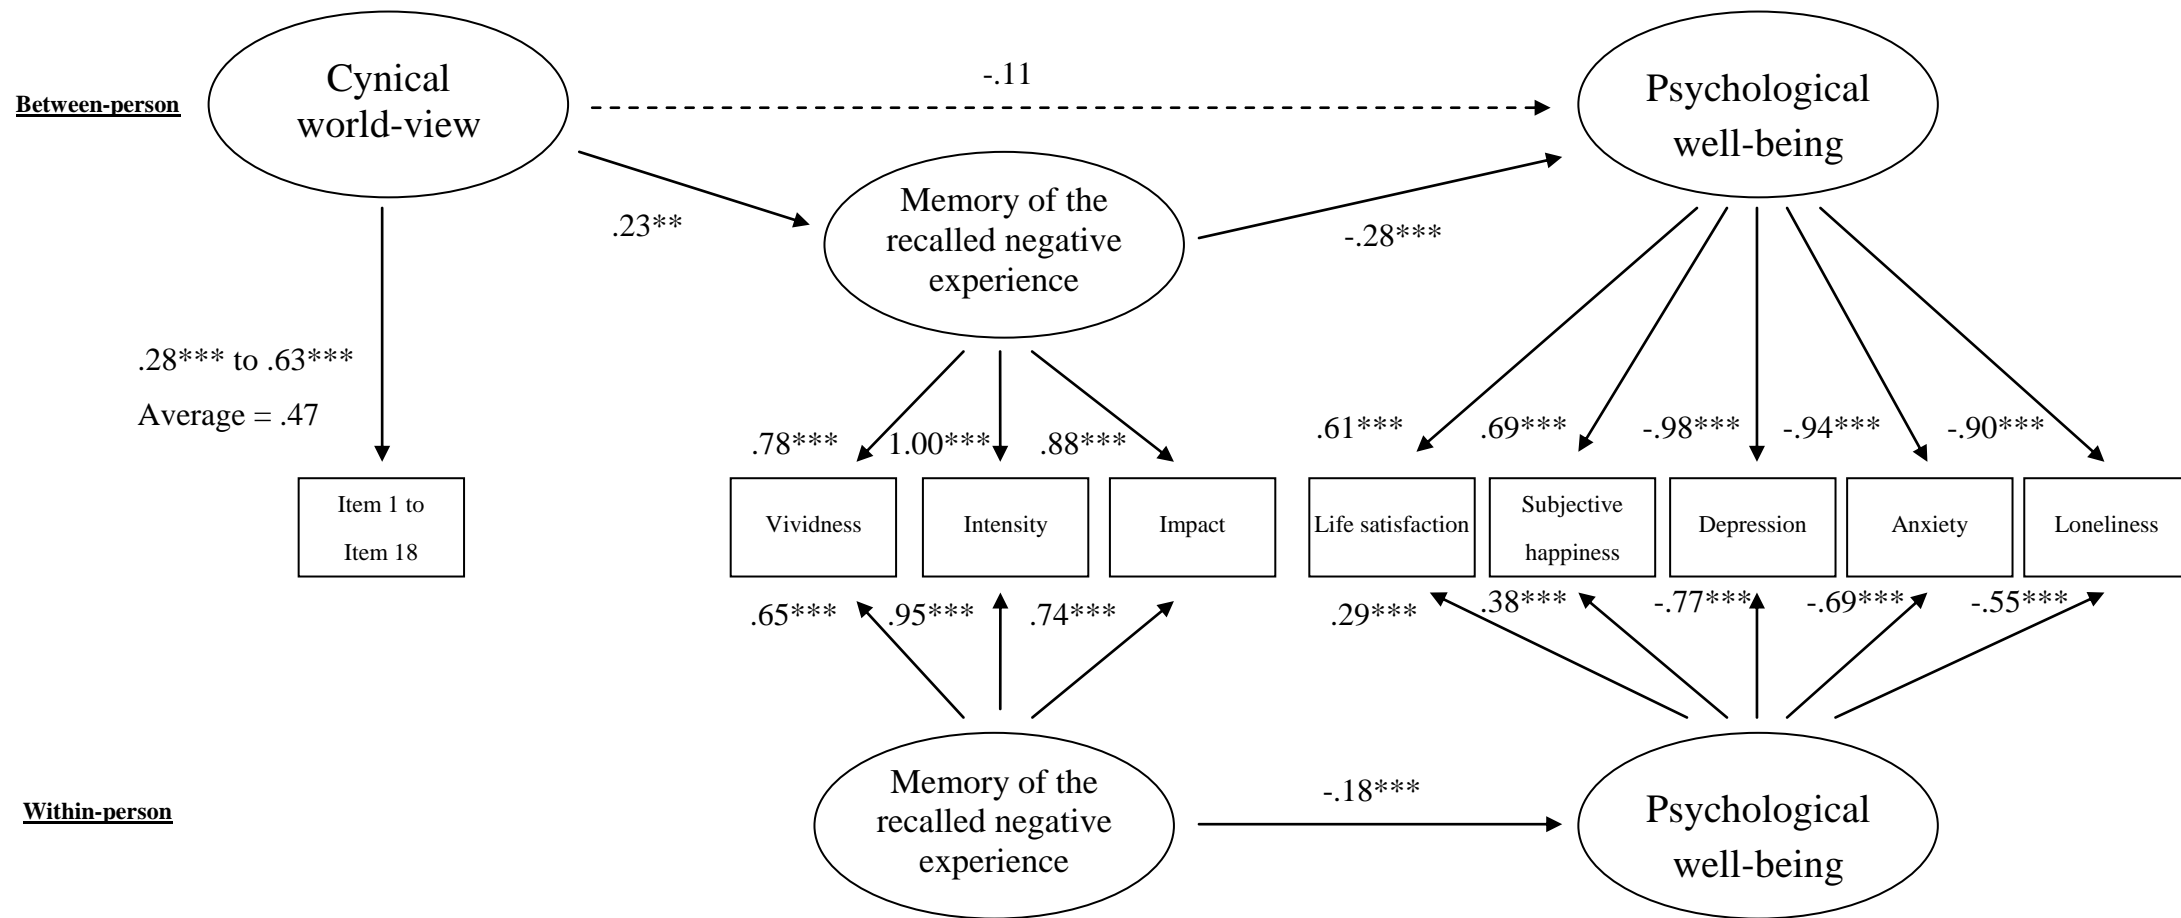 Between-person
Cynical
world-view
-.11
Psychological
well-being
.23**
Memory of the
recalled negative
experience
-.28***
.28*** to .63***
Average = .47
.78***
1.00***
.88***
.61***
.69***
-.98***
-.94***
-.90***
Item 1 to
Item 18
Vividness
Intensity
Impact
Life satisfaction
Subjective
happiness
Depression
Anxiety
Loneliness
.65***
.95***
.74***
.29***
.38***
-.77***
-.69***
-.55***
Within-person
Memory of the
recalled negative
experience
-.18***
Psychological
well-being